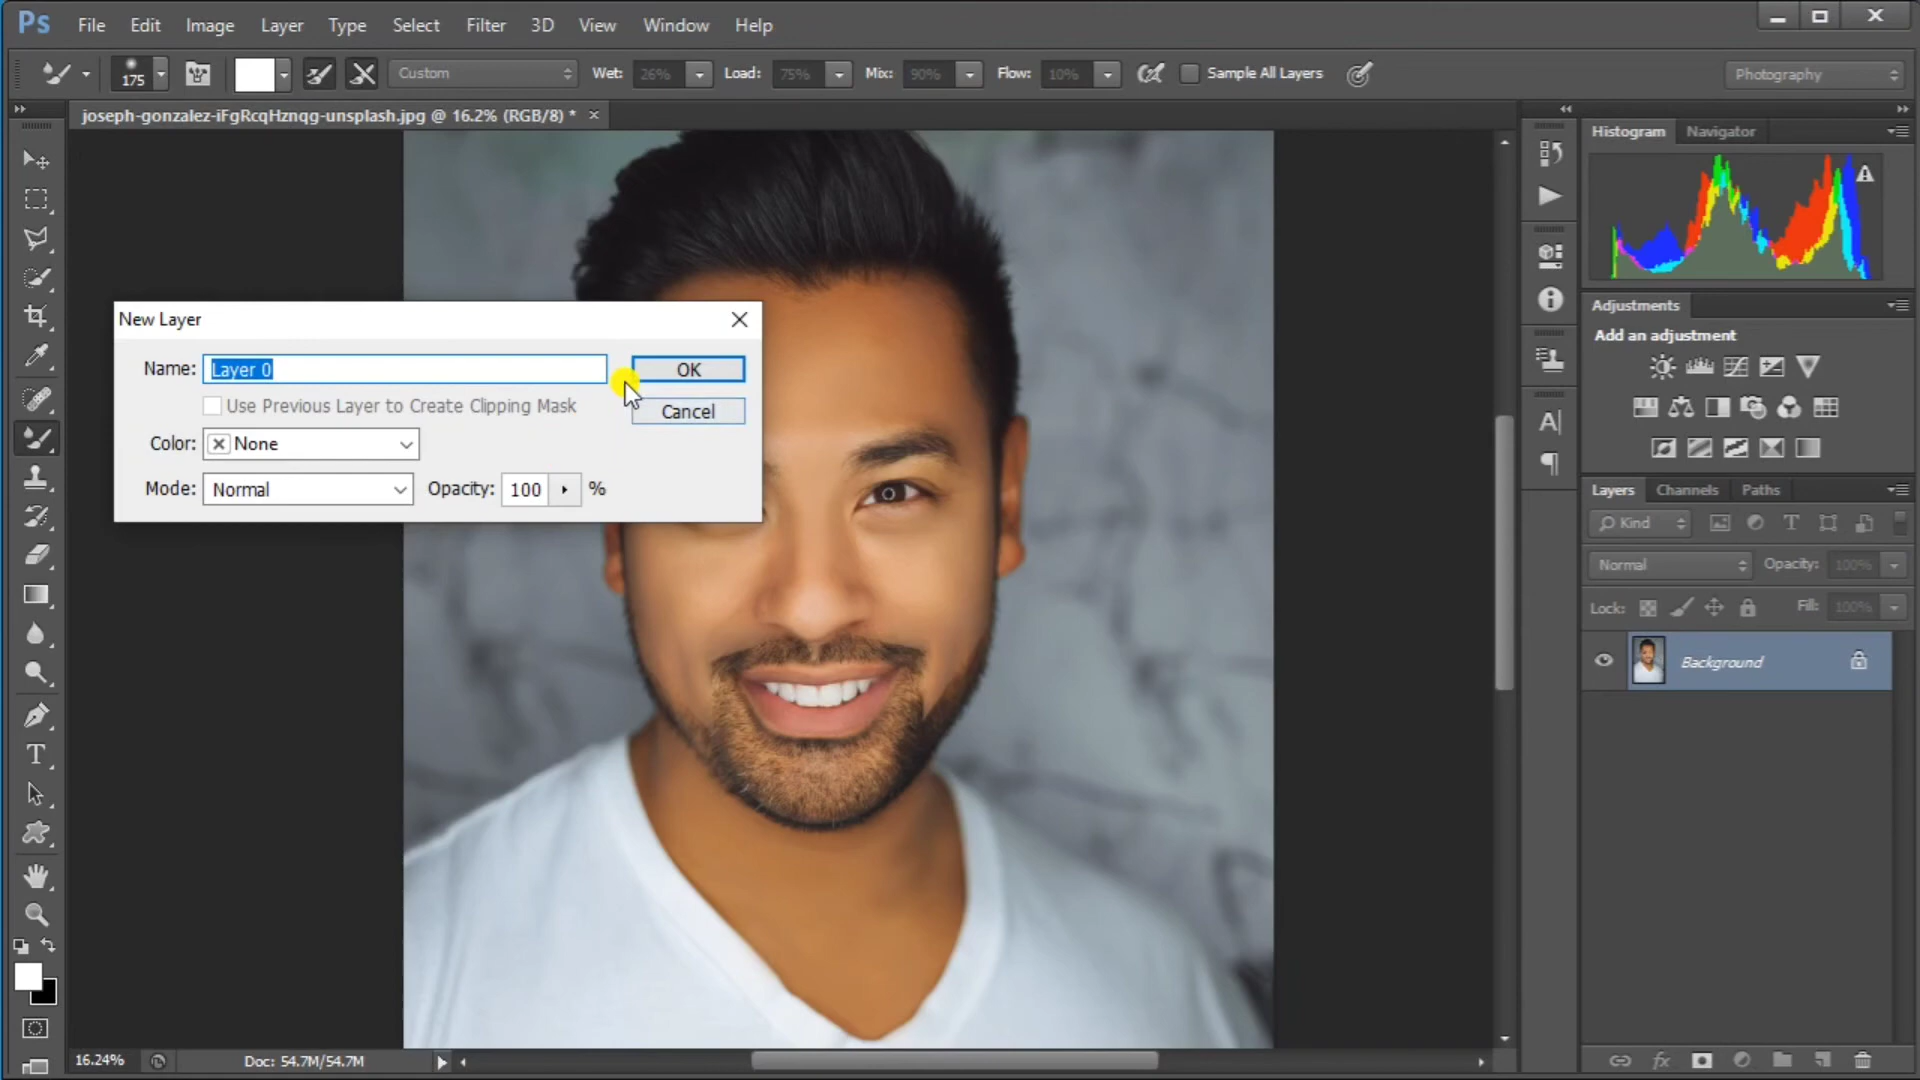 Ps File Edit Image Layer Type Select Filter 3D View Window Help
175 Custom Wet: 26% Load: 75% Mix: 90% Flow: 10% Sample All Layers Photography
joseph-gonzalez-iFgRcqHznqg-unsplash.jpg @ 16.2% (RGB/8) * ×
Histogram Navigator
New Layer
Name: Layer 0 OK
Use Previous Layer to Create Clipping Mask Cancel
Color: None
Mode: Normal Opacity: 100 %
Adjustments
Add an adjustment
Layers Channels Paths
Kind
Normal Opacity: 100%
Lock: Fill: 100%
Background
16.24% Doc: 54.7M/54.7M